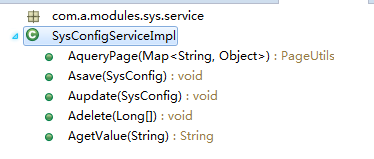 com.a.modules.sys.service
SysConfigServiceImpl
AqueryPage(Map<String, Object>) : PageUtils
Asave(SysConfig) : void
Aupdate(SysConfig) : void
Adelete(Long[]) : void
AgetValue(String) : String